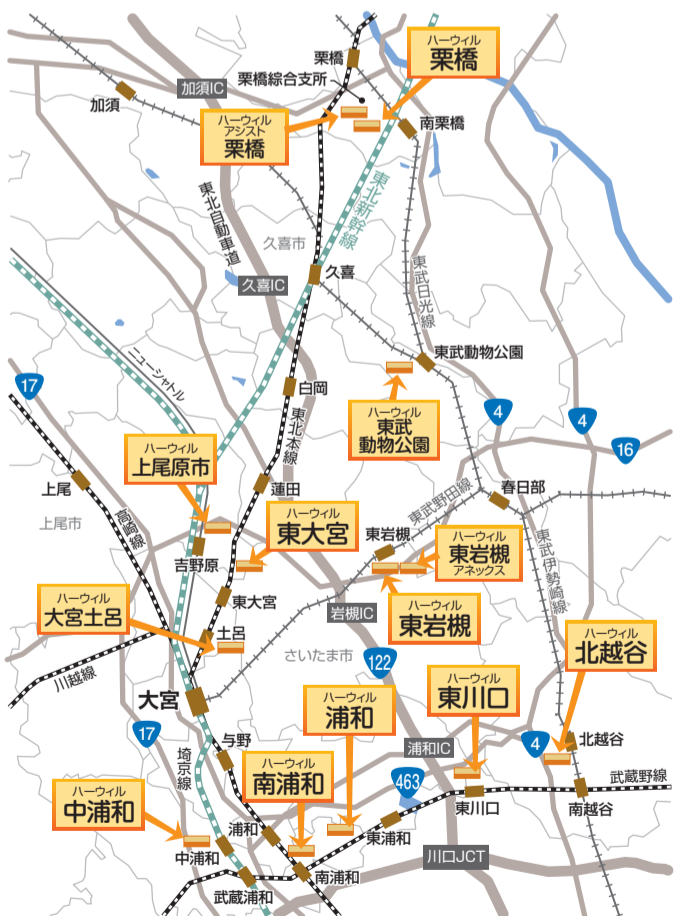 ハーウィル
栗橋
栗橋
栗橋綜合支所
加須IC
加須
ハーウィル
アシスト
栗橋
南栗橋
東北自動車道
東北新幹線
久喜市
久喜
久喜IC
東武日光線
ニューシャトル
東武動物公園
17
白岡
ハーウィル
東武
動物公園
4
4
16
東北本線
ハーウィル
上尾原市
上尾
上尾市
高崎線
蓮田
東武野田線
春日部
ハーウィル
東大宮
東岩槻
ハーウィル
東岩槻
アネックス
東武伊勢崎線
吉野原
ハーウィル
大宮土呂
東大宮
岩槻IC
ハーウィル
東岩槻
土呂
さいたま市
122
ハーウィル
北越谷
川越線
大宮
ハーウィル
浦和
ハーウィル
東川口
17
与野
浦和IC
4
北越谷
埼京線
ハーウィル
南浦和
463
武蔵野線
ハーウィル
中浦和
東川口
南越谷
浦和
東浦和
中浦和
南浦和
川口JCT
武蔵浦和